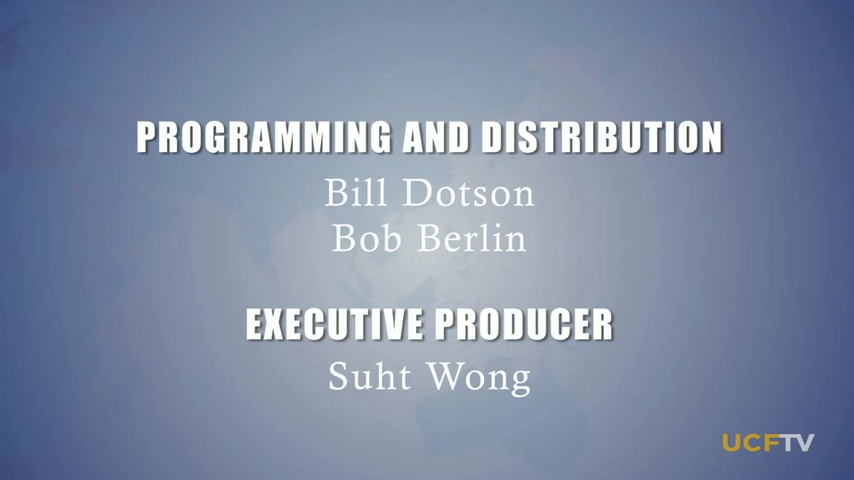 PROGRAMMING AND DISTRIBUTION
Bill Dotson
Bob Berlin
EXECUTIVE PRODUCER
Suht Wong
UCFTV